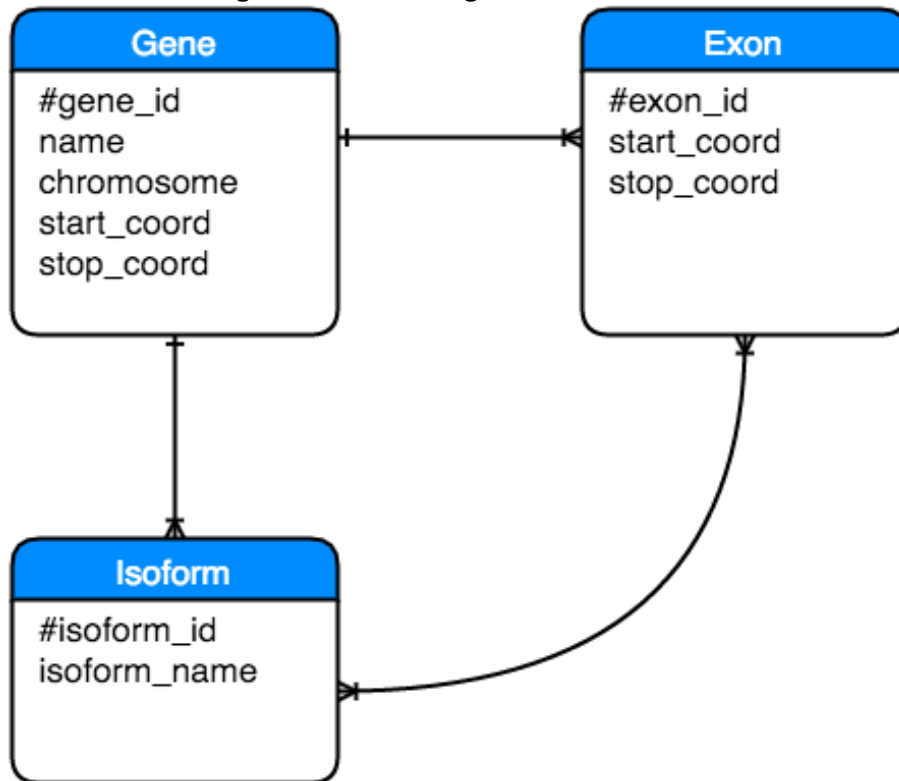 Gene
#gene_id
name
chromosome
start_coord
stop_coord
Exon
#exon_id
start_coord
stop_coord
Isoform
#isoform_id
isoform_name